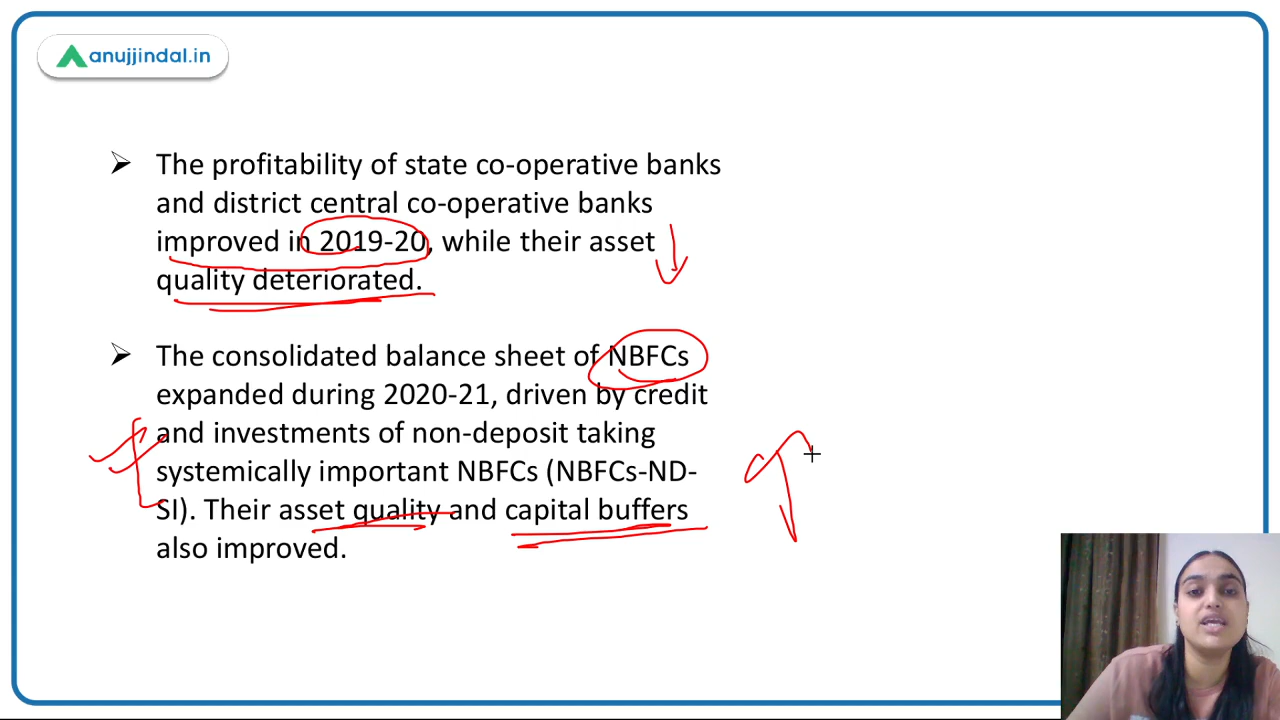 anujjindal.in
The profitability of state co-operative banks
and district central co-operative banks
improved in 2019-20, while their asset
quality deteriorated.
The consolidated balance sheet of NBFCs
expanded during 2020-21, driven by credit
and investments of non-deposit taking
systemically important NBFCs (NBFCs-ND-
SI). Their asset quality and capital buffers
also improved.